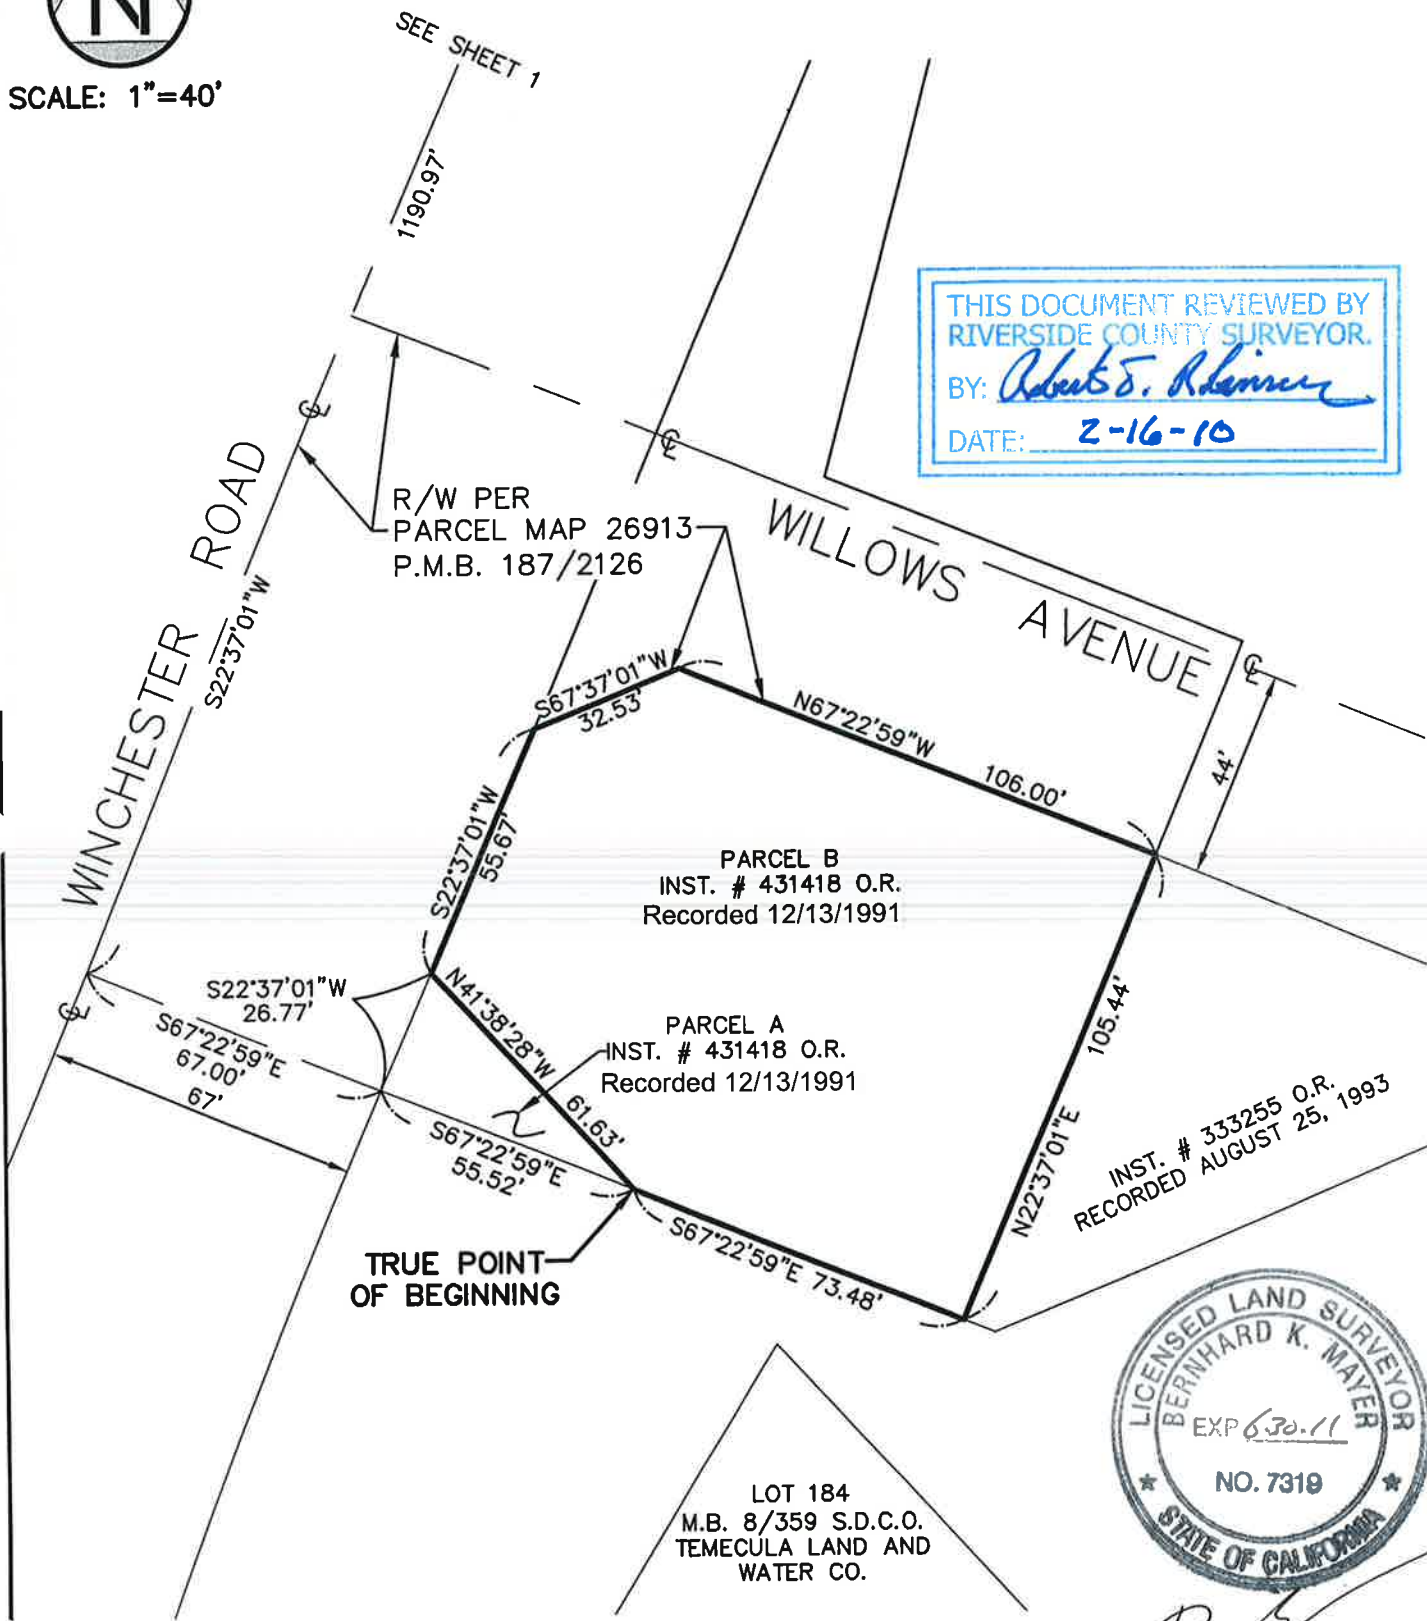 N
SCALE: 1"=40'
SEE SHEET 1
1190.97'
THIS DOCUMENT REVIEWED BY
RIVERSIDE COUNTY SURVEYOR.
BY:
DATE: 2-16-10
WINCHESTER ROAD
S22°37'01"W
R/W PER
PARCEL MAP 26913
P.M.B. 187/2126
WILLOWS AVENUE
S67°37'01"W
32.53'
N67°22'59"W
106.00'
44'
S22°37'01"W
55.67'
PARCEL B
INST. # 431418 O.R.
Recorded 12/13/1991
S22°37'01"W
26.77'
S67°22'59"E
67.00'
67'
N41°38'28"W
61.63'
PARCEL A
INST. # 431418 O.R.
Recorded 12/13/1991
105.44'
N22°37'01"E
S67°22'59"E
55.52'
INST. # 333255 O.R.
RECORDED AUGUST 25, 1993
TRUE POINT
OF BEGINNING
S67°22'59"E 73.48'
LICENSED LAND SURVEYOR
BERNHARD K. MAYER
EXP 6.30.11
NO. 7319
STATE OF CALIFORNIA
LOT 184
M.B. 8/359 S.D.C.O.
TEMECULA LAND AND
WATER CO.